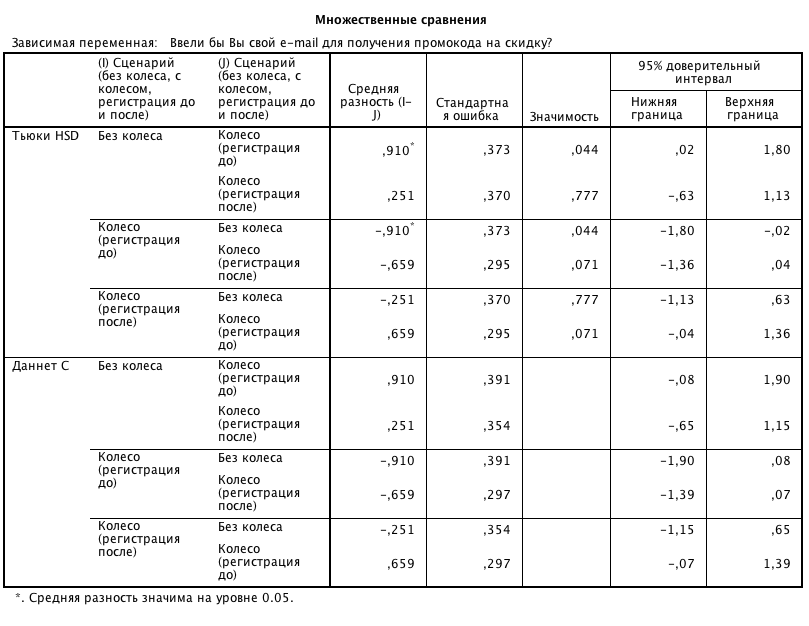 Множественные сравнения
Зависимая переменная: Ввели бы Вы свой e-mail для получения промокода на скидку?
(I) Сценарий (без колеса, с колесом, регистрация до и после) (J) Сценарий (без колеса, с колесом, регистрация до и после) Средняя разность (I-J) Стандартная ошибка Значимость 95% доверительный интервал
Нижняя граница Верхняя граница
Тьюки HSD Без колеса Колесо (регистрация до) ,910* ,373 ,044 ,02 1,80
Колесо (регистрация после) ,251 ,370 ,777 -,63 1,13
Колесо (регистрация до) Без колеса -,910* ,373 ,044 -1,80 -,02
Колесо (регистрация после) -,659 ,295 ,071 -1,36 ,04
Колесо (регистрация после) Без колеса -,251 ,370 ,777 -1,13 ,63
Колесо (регистрация до) ,659 ,295 ,071 -,04 1,36
Даннет C Без колеса Колесо (регистрация до) ,910 ,391 -,08 1,90
Колесо (регистрация после) ,251 ,354 -,65 1,15
Колесо (регистрация до) Без колеса -,910 ,391 -1,90 ,08
Колесо (регистрация после) -,659 ,297 -1,39 ,07
Колесо (регистрация после) Без колеса -,251 ,354 -1,15 ,65
Колесо (регистрация до) ,659 ,297 -,07 1,39
*. Средняя разность значима на уровне 0.05.